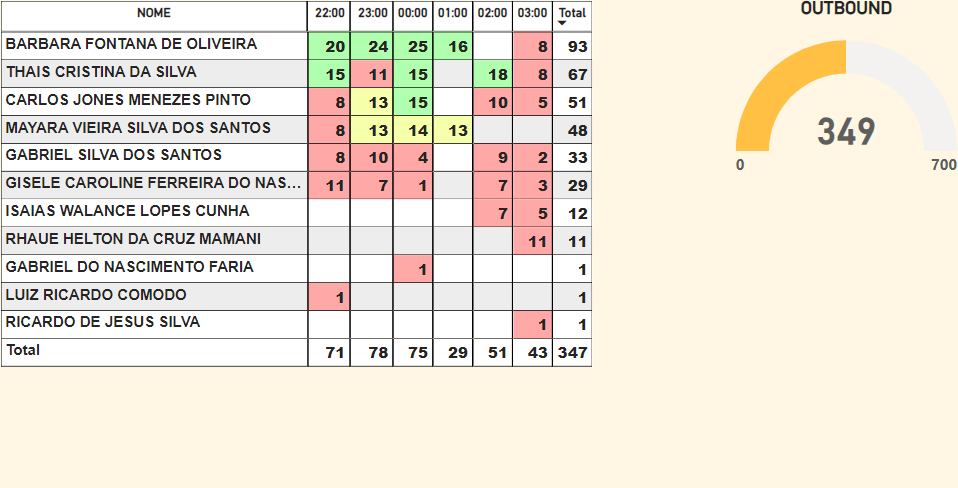 NOME 22:00 23:00 00:00 01:00 02:00 03:00 Total
BARBARA FONTANA DE OLIVEIRA 20 24 25 16 8 93
THAIS CRISTINA DA SILVA 15 11 15 18 8 67
CARLOS JONES MENEZES PINTO 8 13 15 10 5 51
MAYARA VIEIRA SILVA DOS SANTOS 8 13 14 13 48
GABRIEL SILVA DOS SANTOS 8 10 4 9 2 33
GISELE CAROLINE FERREIRA DO NAS... 11 7 1 7 3 29
ISAIAS WALANCE LOPES CUNHA 7 5 12
RHAUE HELTON DA CRUZ MAMANI 11 11
GABRIEL DO NASCIMENTO FARIA 1 1
LUIZ RICARDO COMODO 1 1
RICARDO DE JESUS SILVA 1 1
Total 71 78 75 29 51 43 347
OUTBOUND
349
0 700